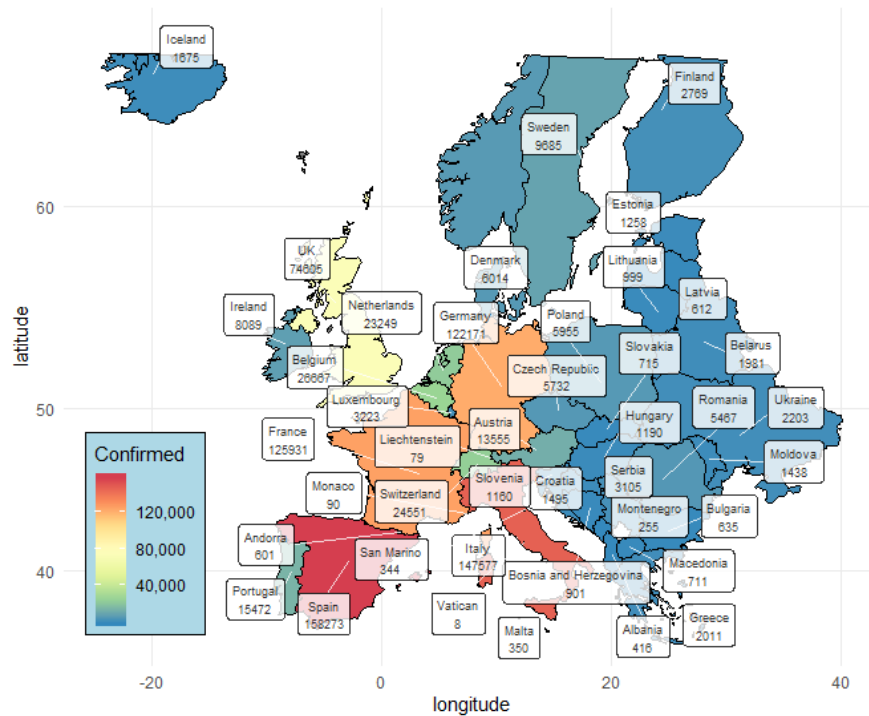 Iceland
1675
Finland
2769
Sweden
9685
60
Estonia
1258
UK
74605
Denmark
6014
Lithuania
999
Latvia
612
Ireland
8089
Netherlands
23249
Germany
122171
Poland
5955
Slovakia
715
Belarus
1981
Belgium
26667
Czech Republic
5732
latitude
Luxembourg
3223
Romania
5467
Ukraine
2203
50
Austria
13555
Hungary
1190
France
125931
Liechtenstein
79
Moldova
1438
Confirmed
120,000
80,000
40,000
Monaco
90
Switzerland
24551
Slovenia
1160
Croatia
1495
Serbia
3105
Montenegro
255
Bulgaria
635
Andorra
601
San Marino
344
Italy
147577
Macedonia
711
40
Bosnia and Herzegovina
901
Portugal
15472
Spain
158273
Vatican
8
Malta
350
Albania
416
Greece
2011
-20
0
20
40
longitude